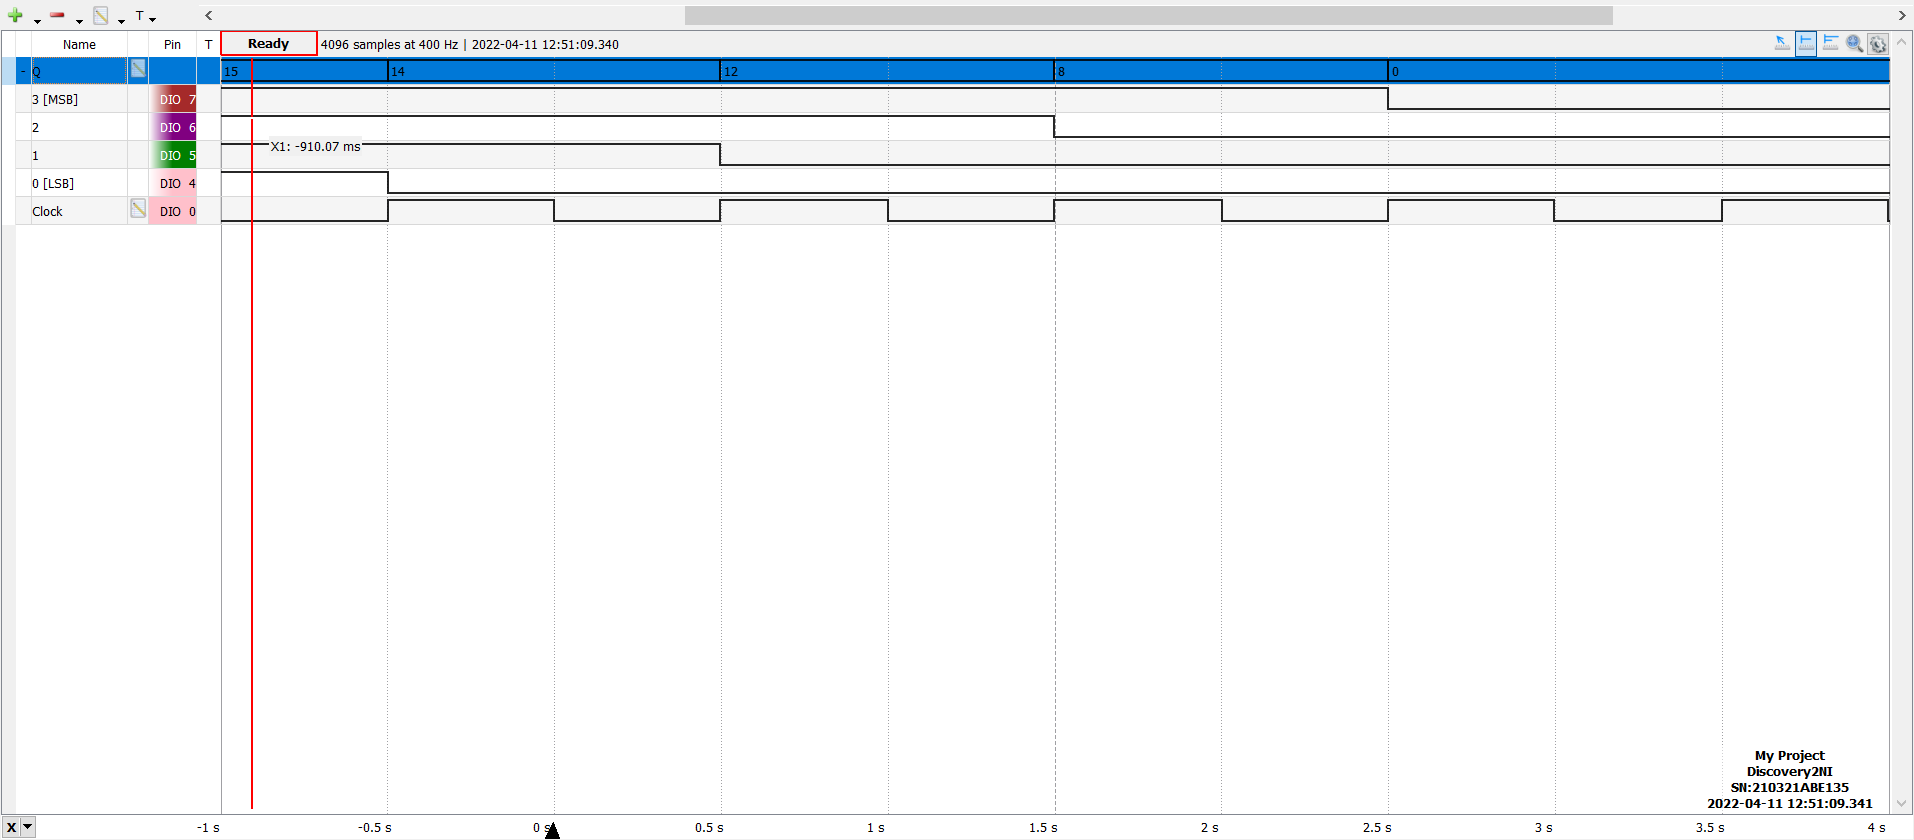 T
Name Pin T Ready 4096 samples at 400 Hz | 2022-04-11 12:51:09.340
- Q 15 14 12 8 0
3 [MSB] DIO 7
2 DIO 6
1 DIO 5 X1: -910.07 ms
0 [LSB] DIO 4
Clock DIO 0
My Project
Discovery2NI
SN:210321ABE135
2022-04-11 12:51:09.341
X -1 s -0.5 s 0 s 0.5 s 1 s 1.5 s 2 s 2.5 s 3 s 3.5 s 4 s